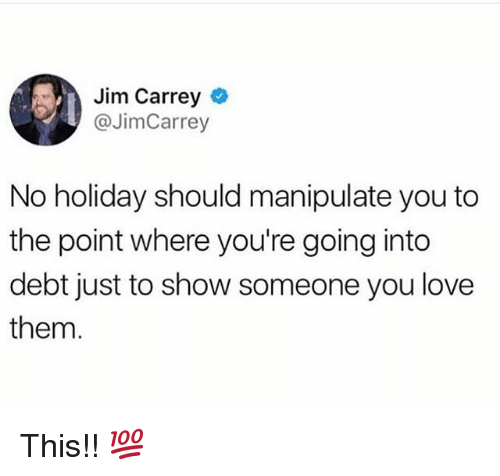 Jim Carrey
@JimCarrey
No holiday should manipulate you to
the point where you're going into
debt just to show someone you love
them.
This!! 💯